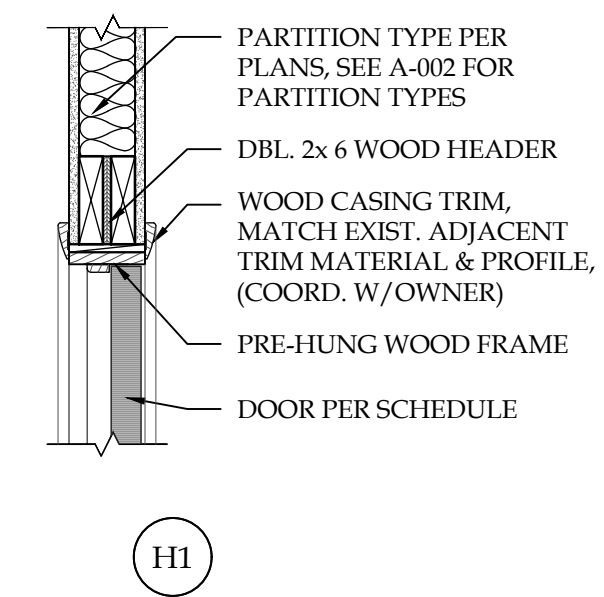 PARTITION TYPE PER
PLANS, SEE A-002 FOR
PARTITION TYPES
DBL. 2x 6 WOOD HEADER
WOOD CASING TRIM,
MATCH EXIST. ADJACENT
TRIM MATERIAL & PROFILE,
(COORD. W/OWNER)
PRE-HUNG WOOD FRAME
DOOR PER SCHEDULE
H1